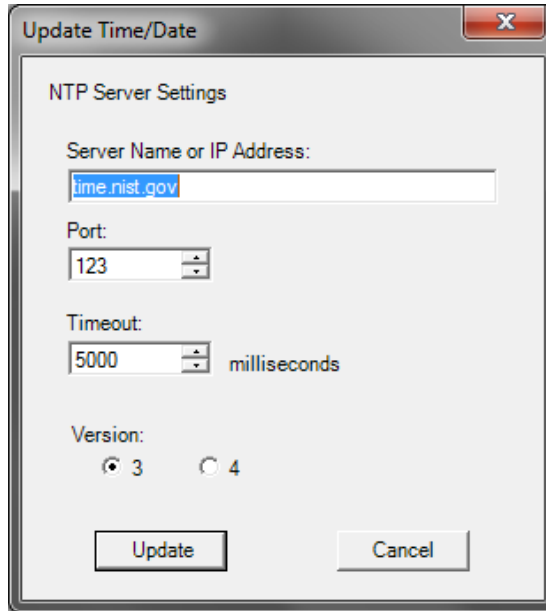 Update Time/Date
NTP Server Settings
Server Name or IP Address:
time.nist.gov
Port:
123
Timeout:
5000 milliseconds
Version:
3 4
Update Cancel